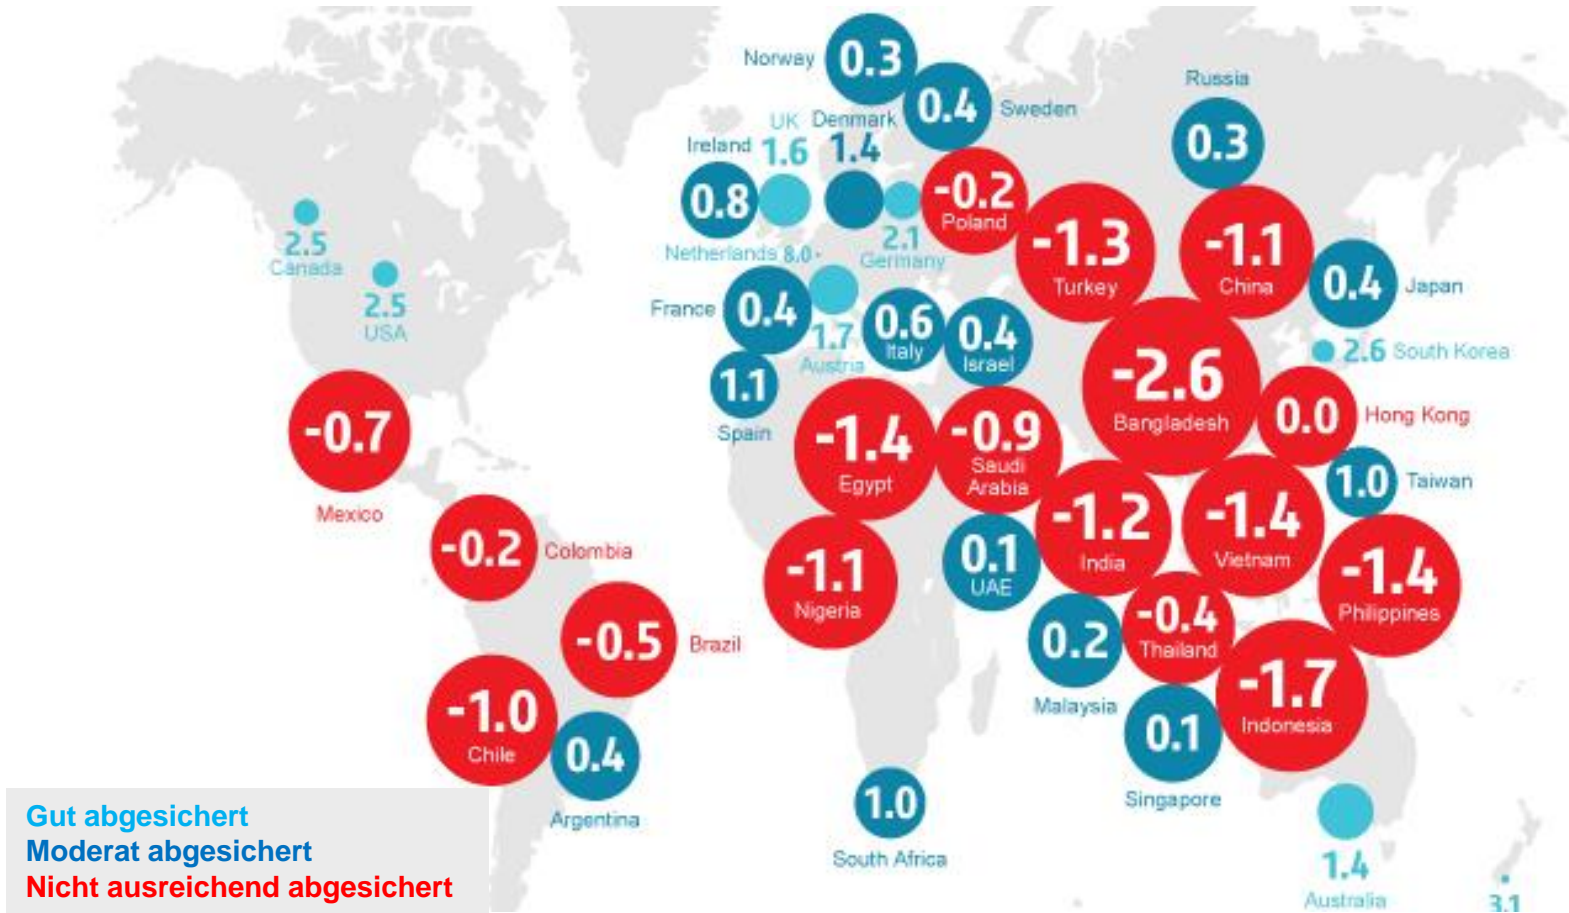 Norway
0.3
0.4
Sweden
Russia
0.3
UK
1.6
Denmark
1.4
Ireland
0.8
Netherlands 8.0
2.1
Germany
-0.2
Poland
-1.3
Turkey
-1.1
China
0.4
Japan
2.6 South Korea
2.5
Canada
2.5
USA
France
0.4
1.7
Austria
0.6
Italy
0.4
Israel
1.1
Spain
-2.6
Bangladesh
0.0
Hong Kong
1.0
Taiwan
-0.7
Mexico
-1.4
Egypt
-0.9
Saudi
Arabia
-1.2
India
-1.4
Vietnam
-1.4
Philippines
-0.2
Colombia
-1.1
Nigeria
0.1
UAE
-0.5
Brazil
0.2
Malaysia
-0.4
Thailand
-1.7
Indonesia
-1.0
Chile
0.4
Argentina
0.1
Singapore
1.0
South Africa
1.4
Australia
3.1
Gut abgesichert
Moderat abgesichert
Nicht ausreichend abgesichert